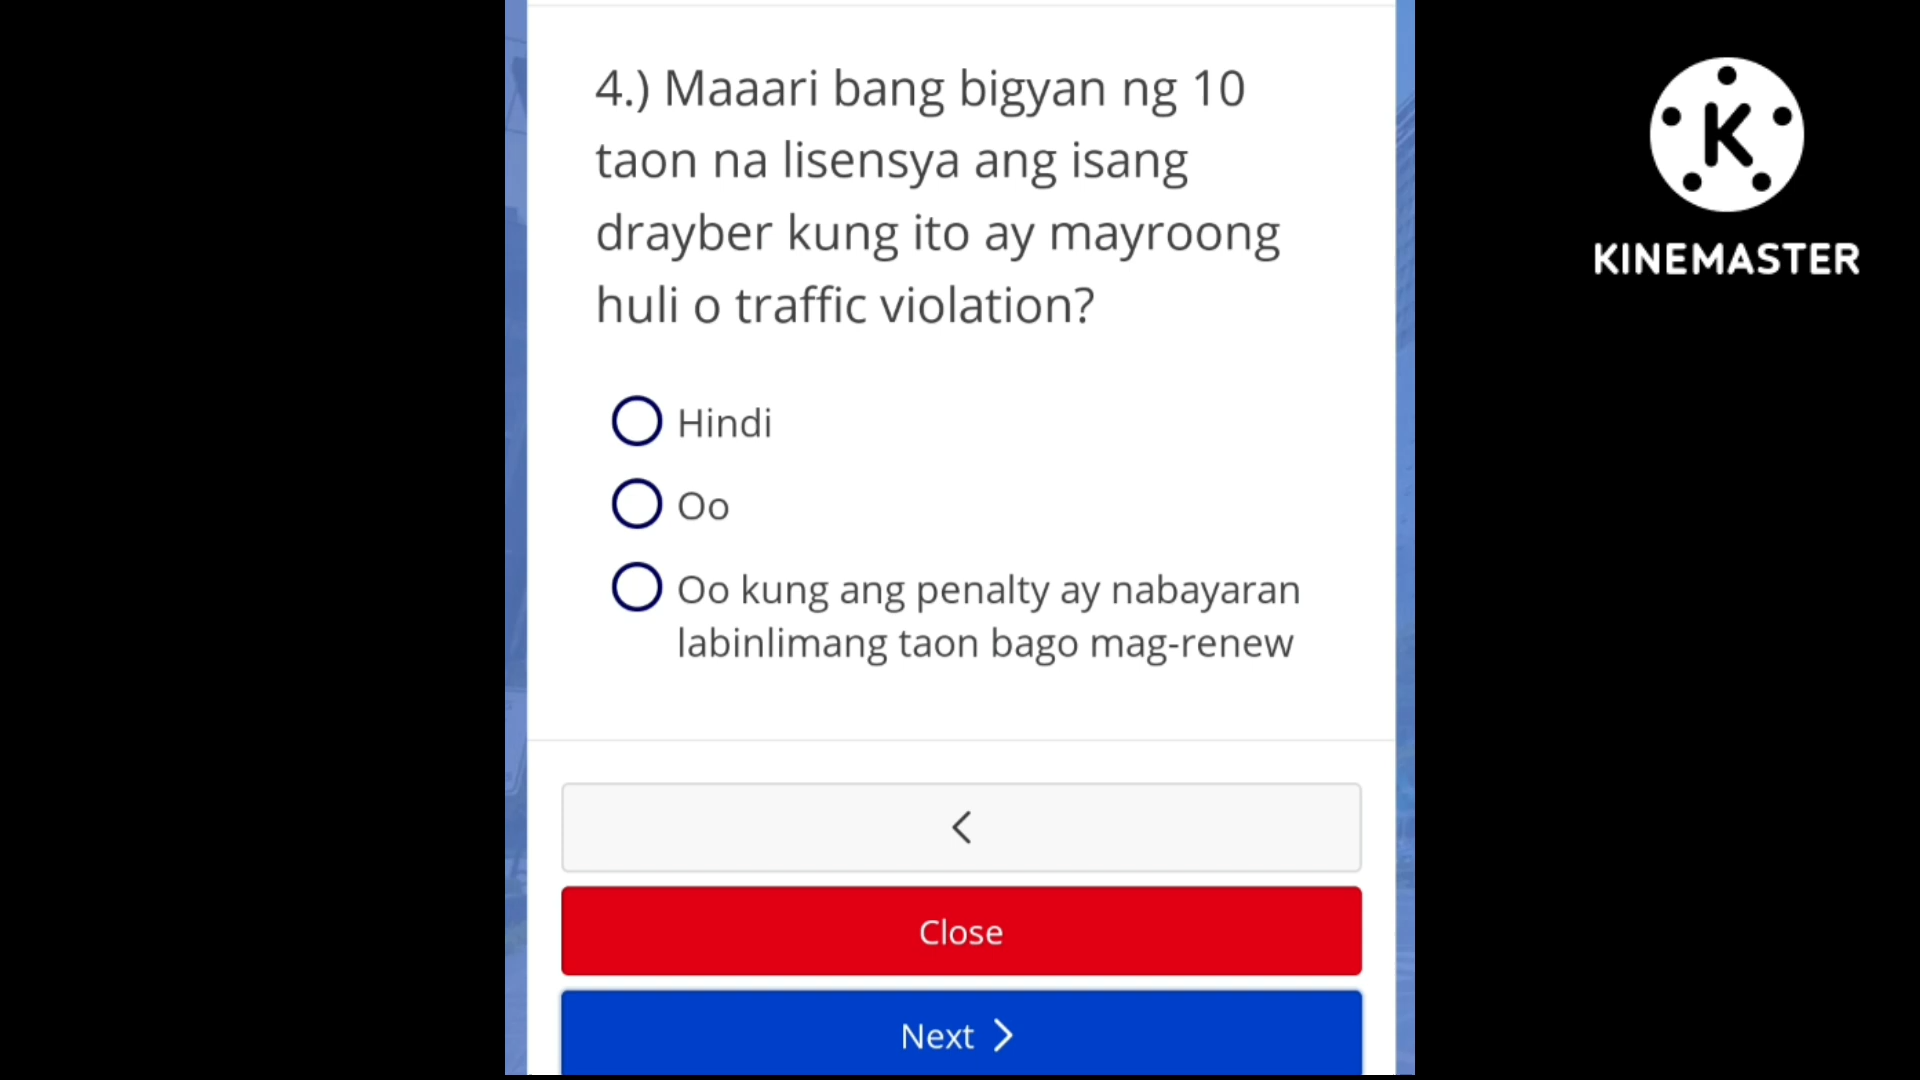 4.) Maaari bang bigyan ng 10
taon na lisensya ang isang
drayber kung ito ay mayroong
huli o traffic violation?
Hindi
Oo
Oo kung ang penalty ay nabayaran
labinlimang taon bago mag-renew
Close
Next
K
KINEMASTER